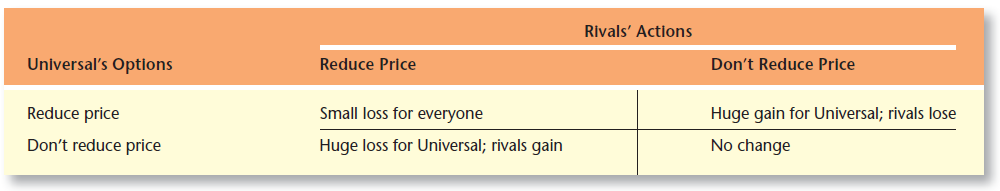 Rivals' Actions
Universal's Options Reduce Price Don't Reduce Price
Reduce price Small loss for everyone Huge gain for Universal; rivals lose
Don't reduce price Huge loss for Universal; rivals gain No change